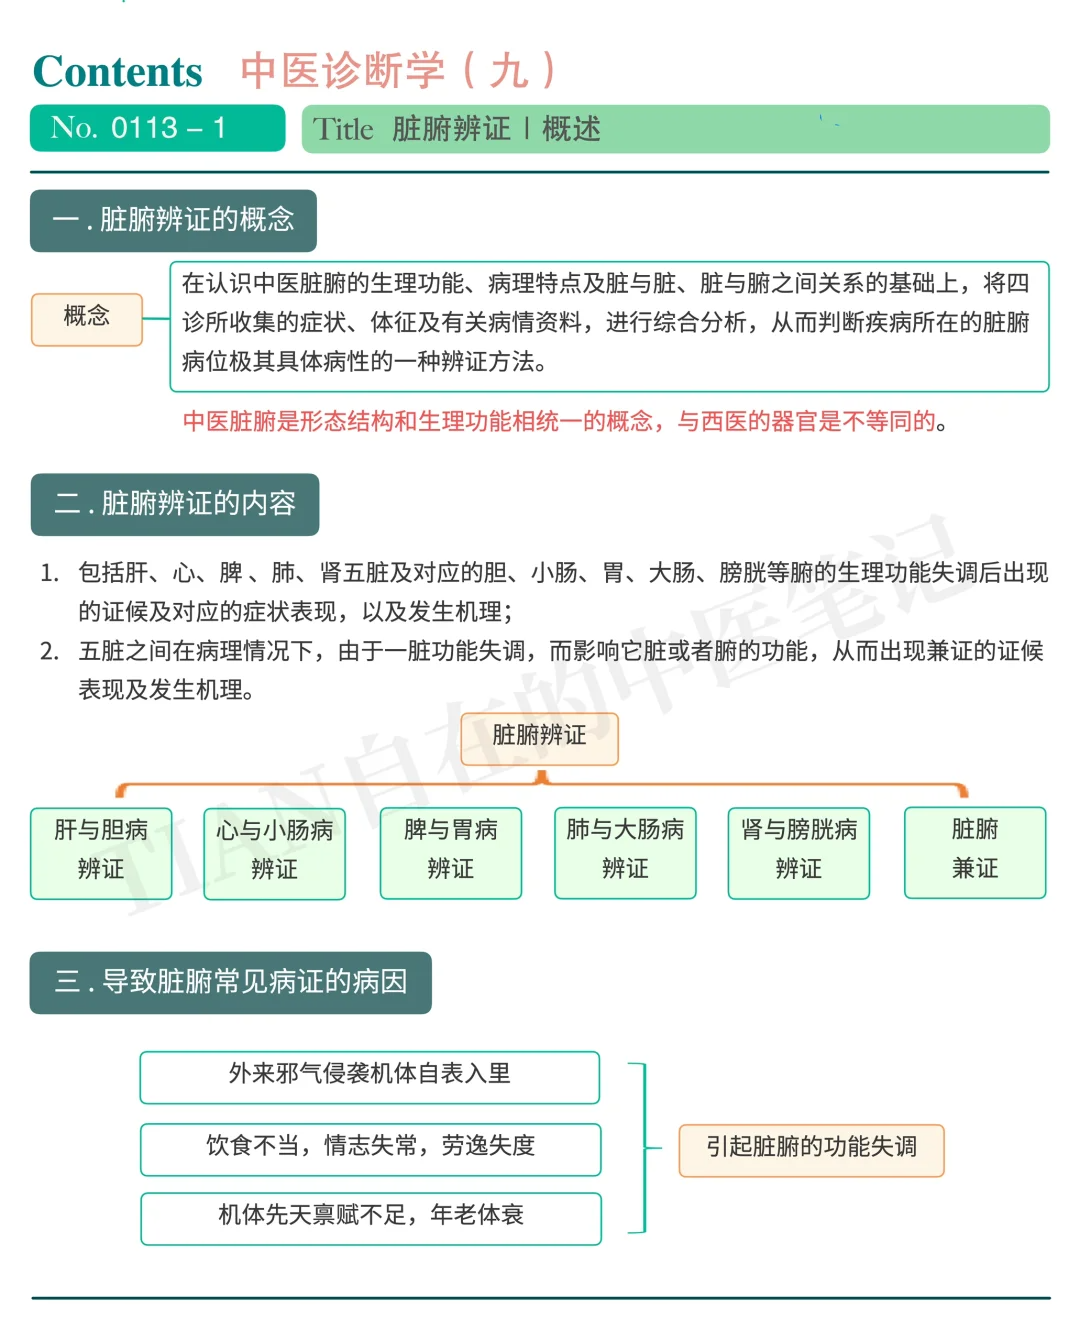 Contents 中医诊断学（九）
No. 0113 – 1 Title 脏腑辨证 | 概述
一 . 脏腑辨证的概念
概念
在认识中医脏腑的生理功能、病理特点及脏与脏、脏与腑之间关系的基础上，将四
诊所收集的症状、体征及有关病情资料，进行综合分析，从而判断疾病所在的脏腑
病位极其具体病性的一种辨证方法。
中医脏腑是形态结构和生理功能相统一的概念，与西医的器官是不等同的。
二 . 脏腑辨证的内容
1. 包括肝、心、脾 、肺、肾五脏及对应的胆、小肠、胃、大肠、膀胱等腑的生理功能失调后出现
的证候及对应的症状表现，以及发生机理；
2. 五脏之间在病理情况下，由于一脏功能失调，而影响它脏或者腑的功能，从而出现兼证的证候
表现及发生机理。
脏腑辨证
肝与胆病
辨证
心与小肠病
辨证
脾与胃病
辨证
肺与大肠病
辨证
肾与膀胱病
辨证
脏腑
兼证
TIAN自在的中医笔记
三 . 导致脏腑常见病证的病因
外来邪气侵袭机体自表入里
饮食不当，情志失常，劳逸失度
机体先天禀赋不足，年老体衰
引起脏腑的功能失调